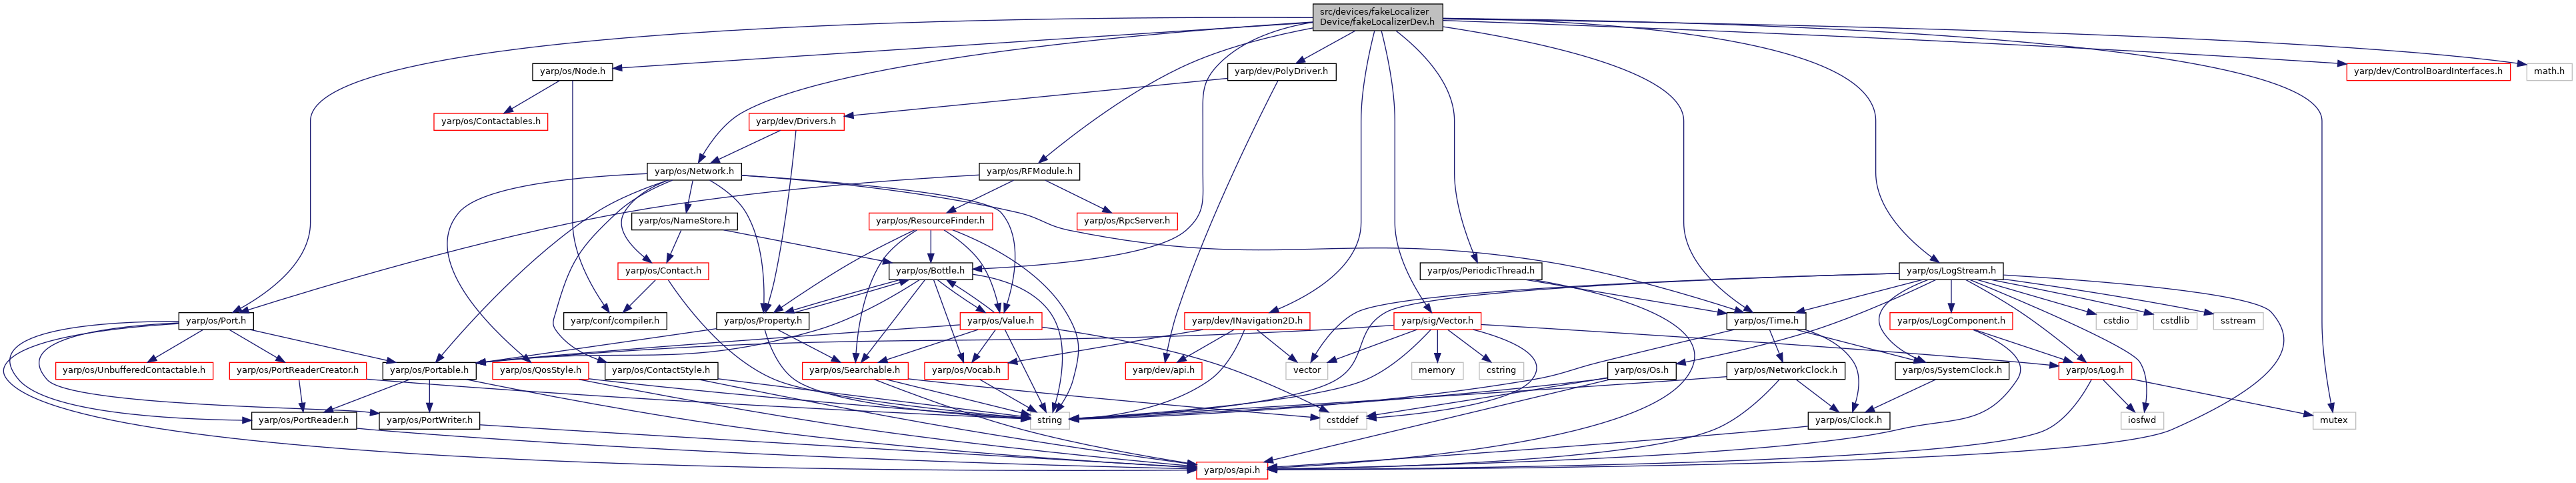 src/devices/fakeLocalizer
Device/fakeLocalizerDev.h
yarp/os/Node.h
yarp/dev/PolyDriver.h
yarp/dev/ControlBoardInterfaces.h
math.h
yarp/os/Contactables.h
yarp/dev/Drivers.h
yarp/os/Network.h
yarp/os/RFModule.h
yarp/os/NameStore.h
yarp/os/ResourceFinder.h
yarp/os/RpcServer.h
yarp/os/Contact.h
yarp/os/Bottle.h
yarp/os/PeriodicThread.h
yarp/os/LogStream.h
yarp/os/Port.h
yarp/conf/compiler.h
yarp/os/Property.h
yarp/os/Value.h
yarp/dev/INavigation2D.h
yarp/sig/Vector.h
yarp/os/Time.h
yarp/os/LogComponent.h
cstdio
cstdlib
sstream
yarp/os/UnbufferedContactable.h
yarp/os/PortReaderCreator.h
yarp/os/Portable.h
yarp/os/QosStyle.h
yarp/os/ContactStyle.h
yarp/os/Searchable.h
yarp/os/Vocab.h
yarp/dev/api.h
vector
memory
cstring
yarp/os/Os.h
yarp/os/NetworkClock.h
yarp/os/SystemClock.h
yarp/os/Log.h
yarp/os/PortReader.h
yarp/os/PortWriter.h
string
cstddef
yarp/os/Clock.h
iosfwd
mutex
yarp/os/api.h